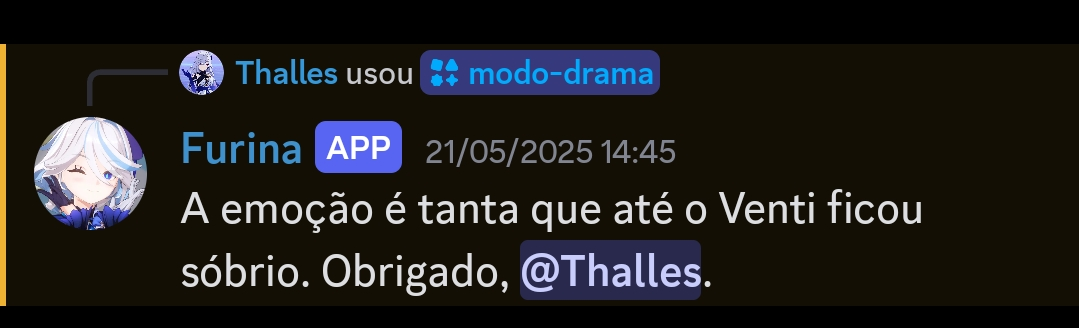 Thalles usou modo-drama
Furina APP 21/05/2025 14:45
A emoção é tanta que até o Venti ficou
sóbrio. Obrigado, @Thalles.